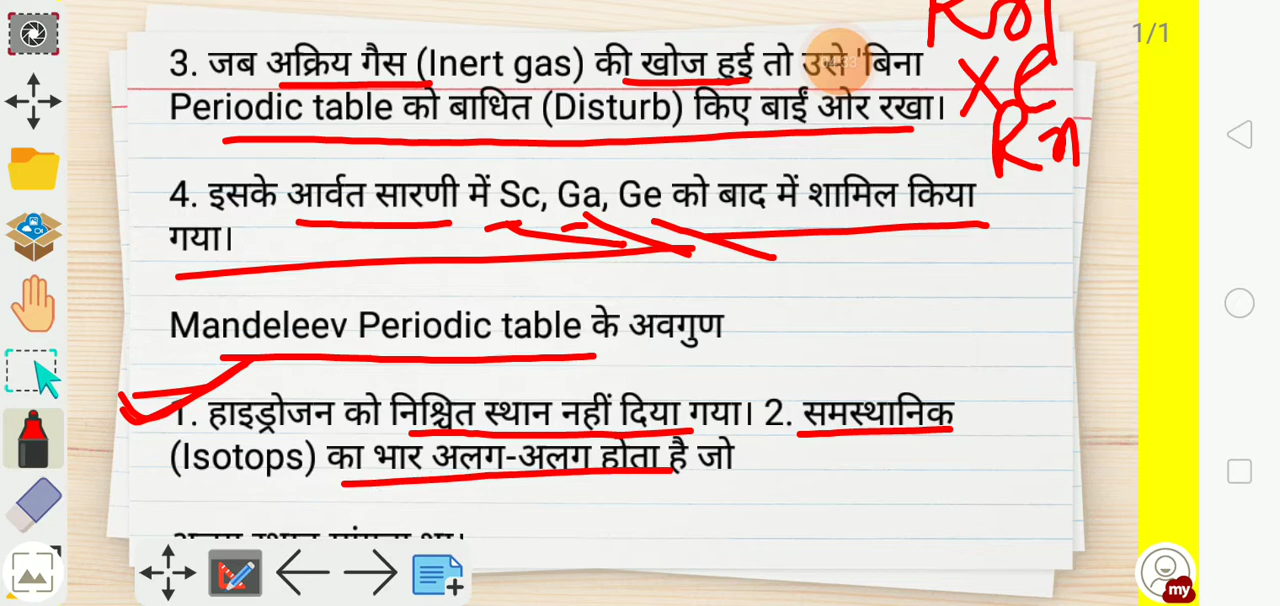 1/1
3. जब अक्रिय गैस (Inert gas) की खोज हुई तो उसे 'बिना
Periodic table को बाधित (Disturb) किए बाईं ओर रखा।
Xe
Rn
4. इसके आर्वत सारणी में Sc, Ga, Ge को बाद में शामिल किया
गया।
Mandeleev Periodic table के अवगुण
1. हाइड्रोजन को निश्चित स्थान नहीं दिया गया। 2. समस्थानिक
(Isotops) का भार अलग-अलग होता है जो
my